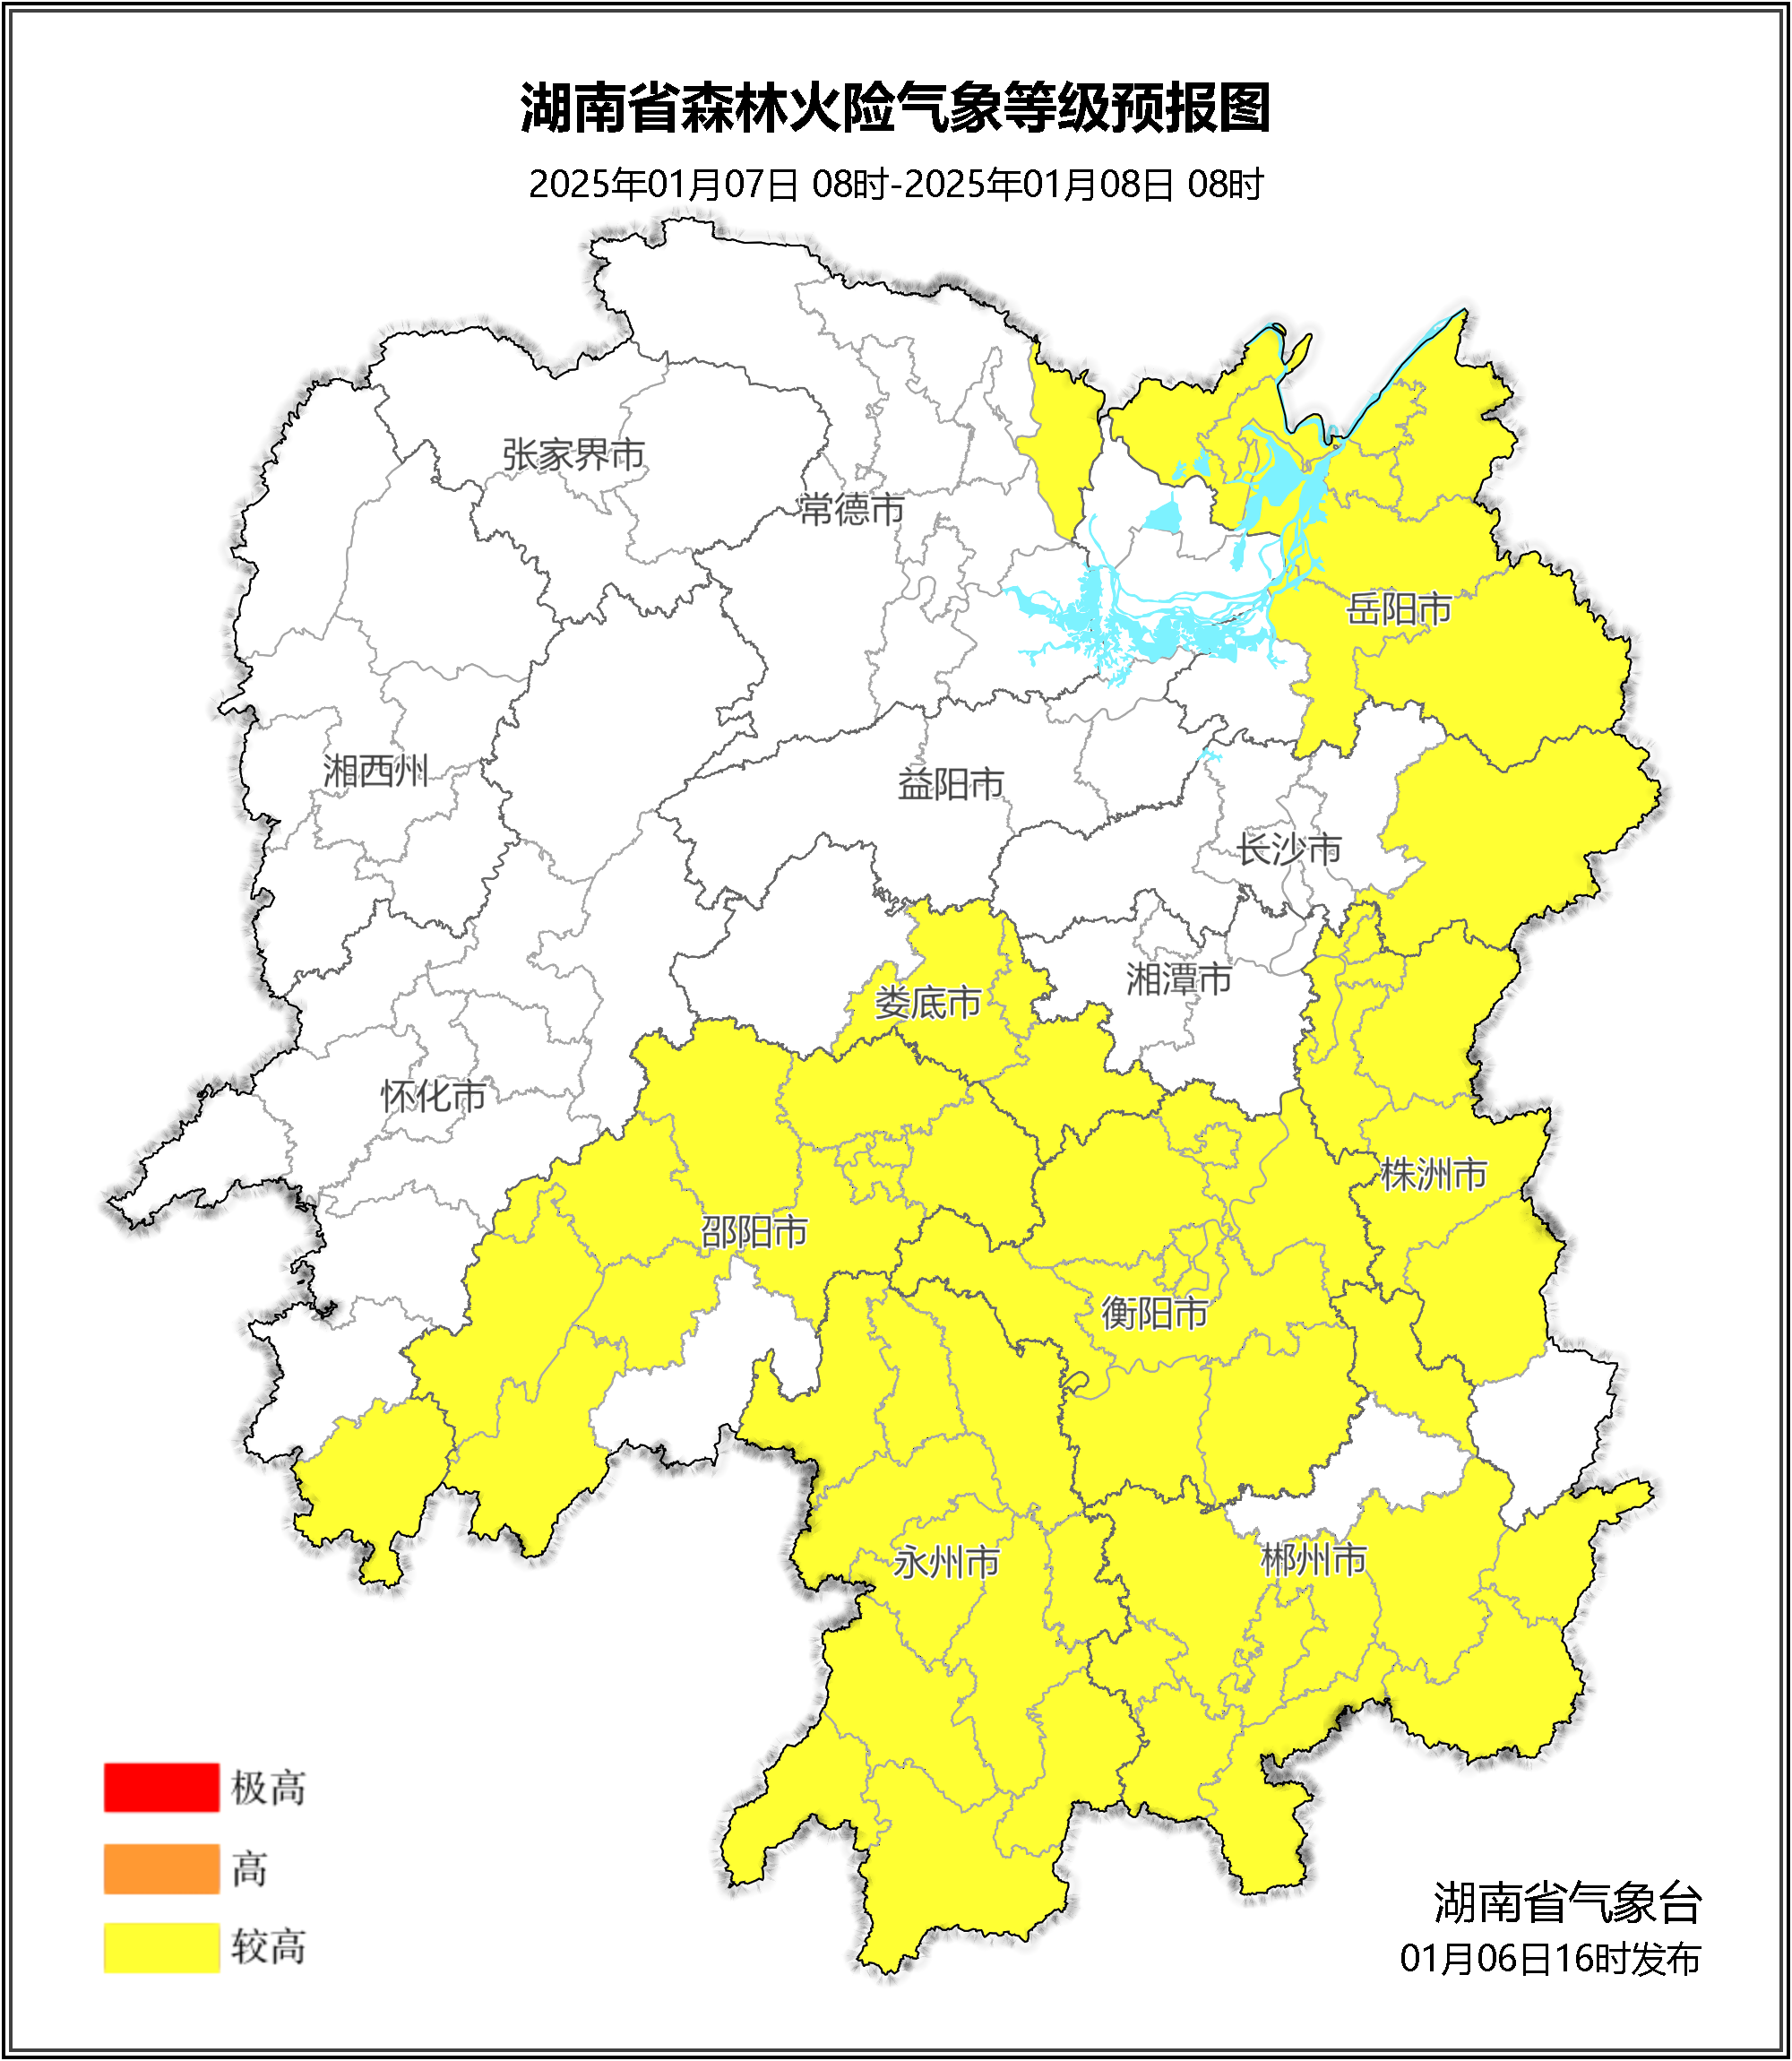 湖南省森林火险气象等级预报图
2025年01月07日 08时-2025年01月08日 08时
张家界市
常德市
岳阳市
湘西州
益阳市
长沙市
湘潭市
娄底市
怀化市
株洲市
邵阳市
衡阳市
永州市
郴州市
极高
高
较高
湖南省气象台
01月06日16时发布